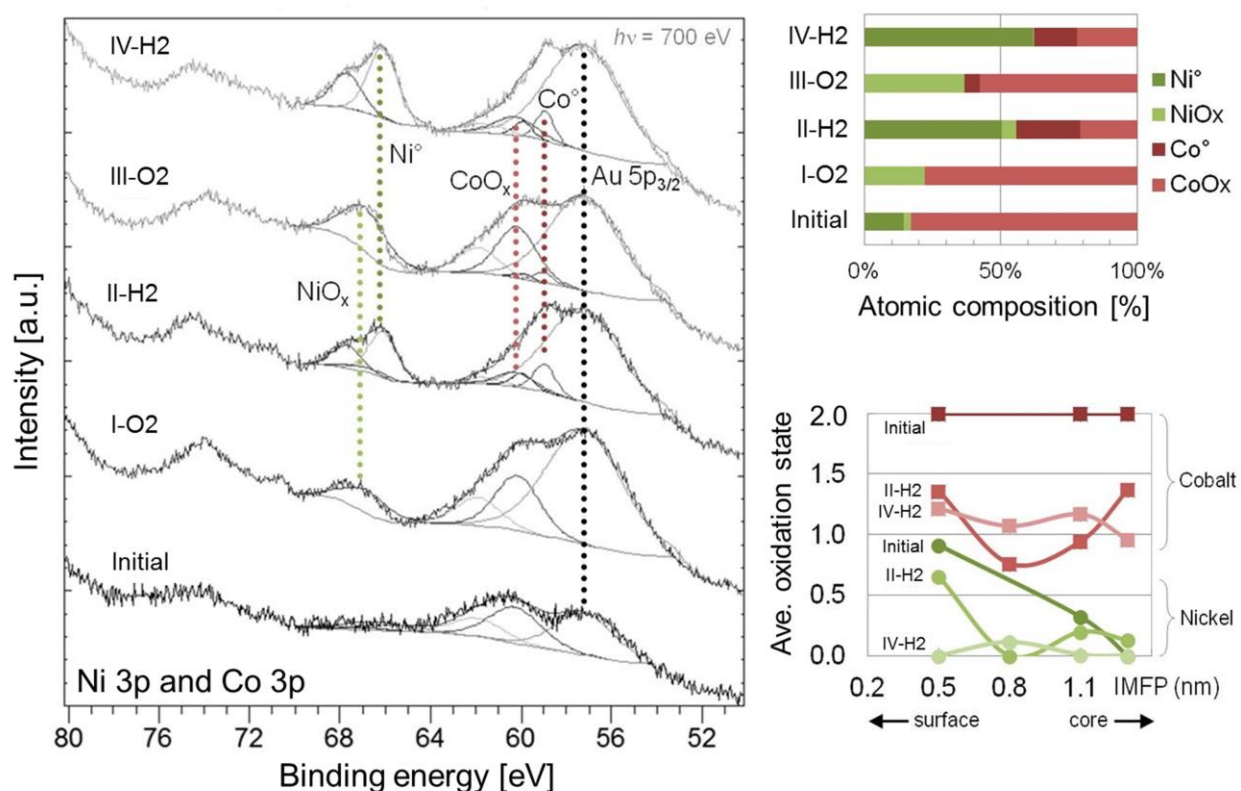 IV-H2
hν = 700 eV
Co°
Ni°
III-O2
CoOₓ
Au 5p₃/₂
NiOₓ
II-H2
I-O2
Initial
Ni 3p and Co 3p
Intensity [a.u.]
80 76 72 68 64 60 56 52
Binding energy [eV]
IV-H2
III-O2
II-H2
I-O2
Initial
Ni°
NiOx
Co°
CoOx
0% 50% 100%
Atomic composition [%]
Ave. oxidation state
2.0
1.5
1.0
0.5
0.0
Initial
II-H2
IV-H2
Initial
II-H2
IV-H2
Cobalt
Nickel
0.2 0.5 0.8 1.1 IMFP (nm)
surface core